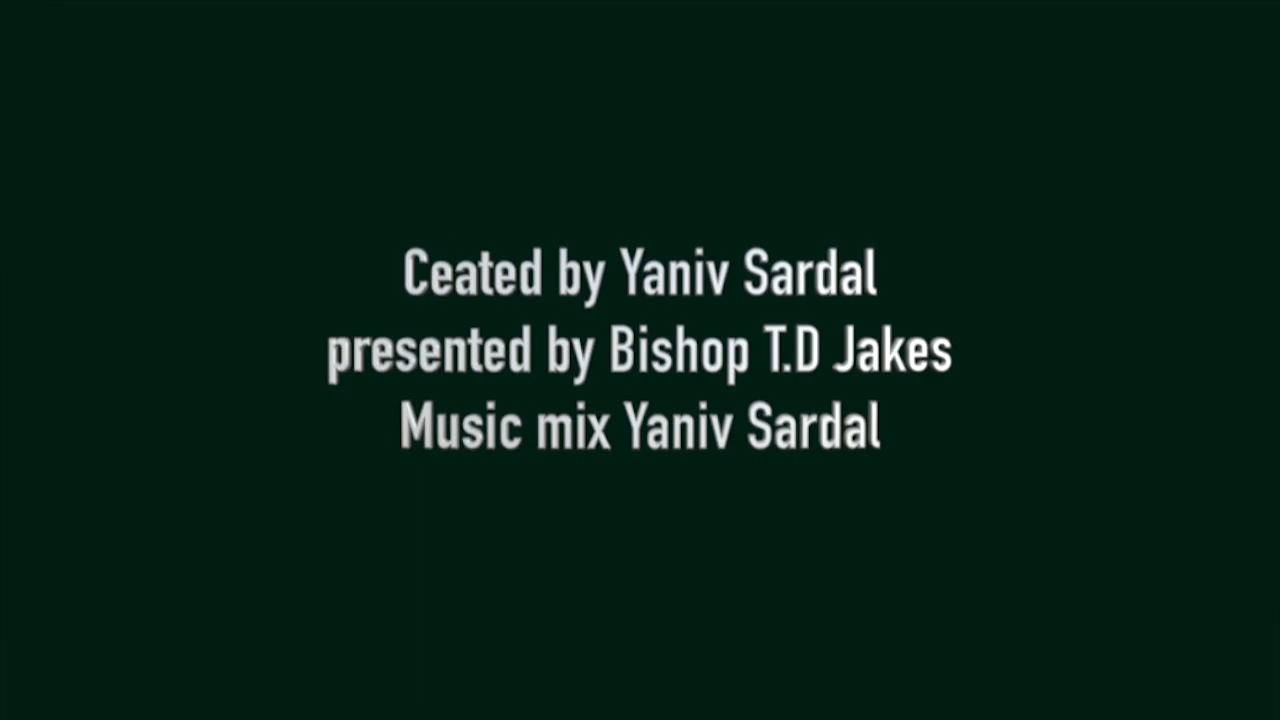 Ceated by Yaniv Sardal
presented by Bishop T.D Jakes
Music mix Yaniv Sardal